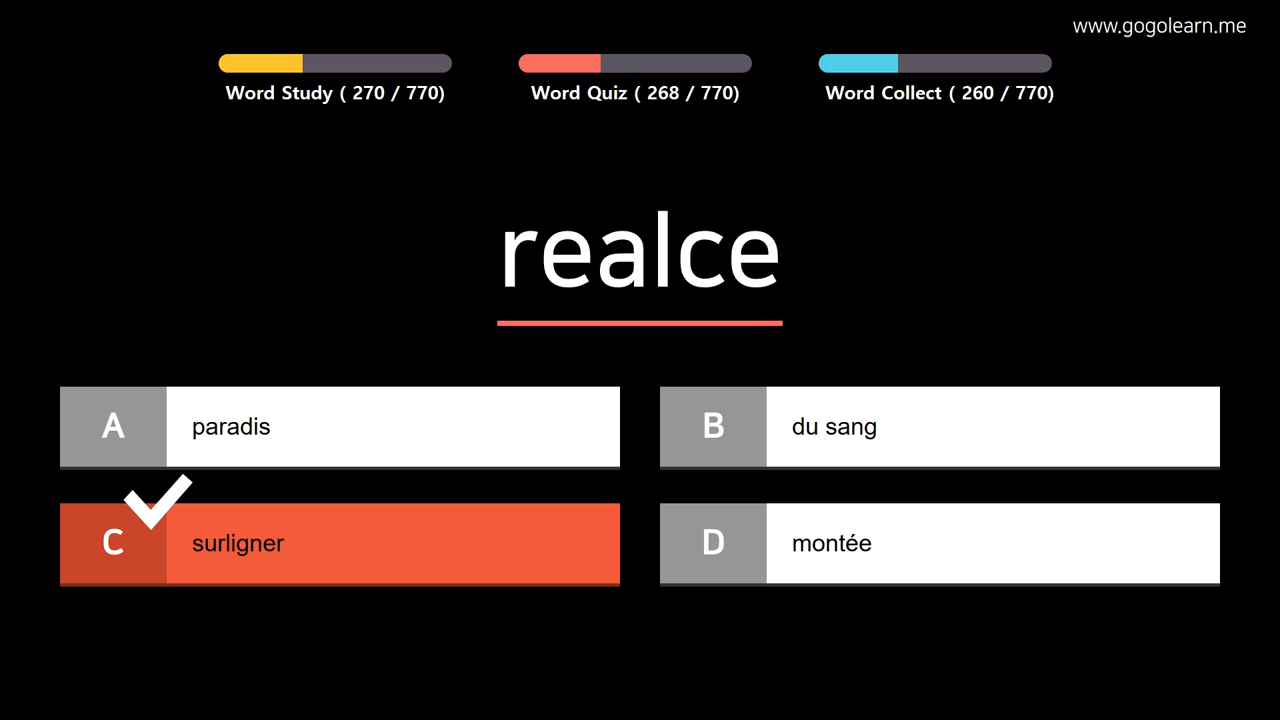 www.gogolearn.me
Word Study ( 270 / 770)
Word Quiz ( 268 / 770)
Word Collect ( 260 / 770)
realce
A paradis
B du sang
C surligner
D montée